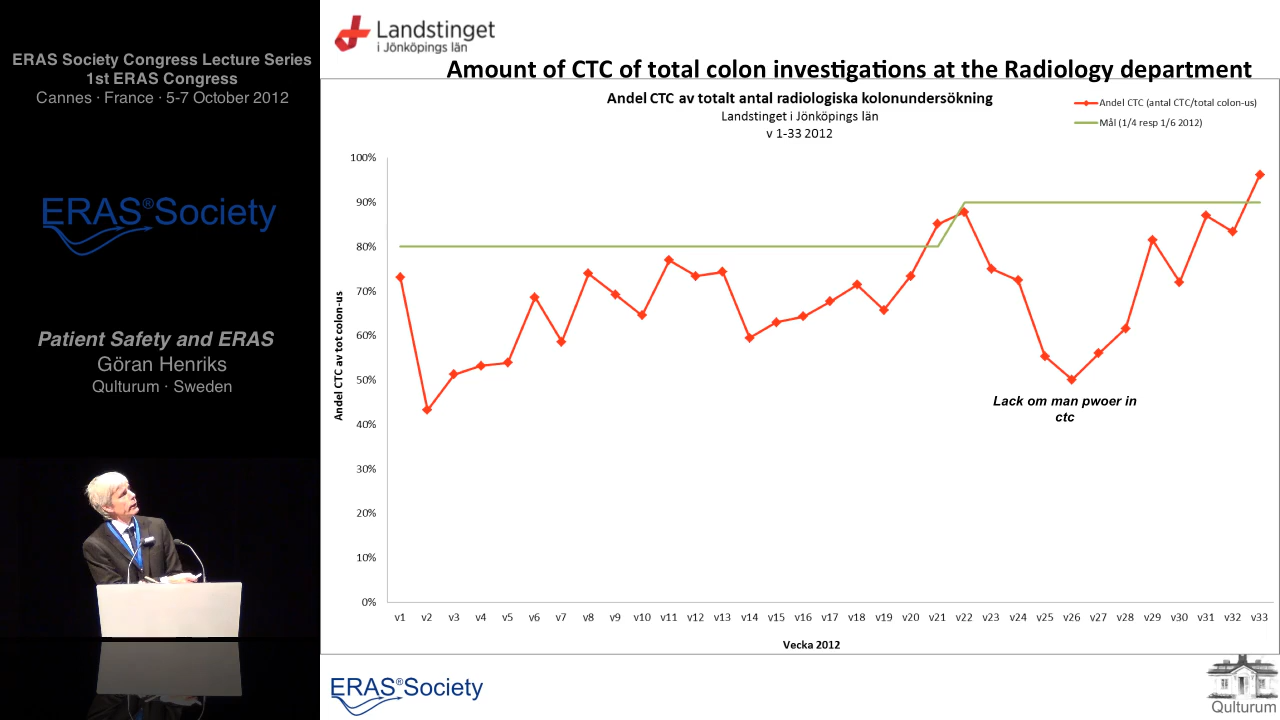 ERAS Society Congress Lecture Series
1st ERAS Congress
Cannes · France · 5-7 October 2012
ERAS®Society
Patient Safety and ERAS
Göran Henriks
Qulturum · Sweden
Landstinget
i Jönköpings län
Amount of CTC of total colon investigations at the Radiology department
Andel CTC av totalt antal radiologiska kolonundersökning
Landstinget i Jönköpings län
v 1-33 2012
Andel CTC (antal CTC/total colon-us)
Mål (1/4 resp 1/6 2012)
Andel CTC av tot colon-us
100%
90%
80%
70%
60%
50%
40%
30%
20%
10%
0%
Lack om man pwoer in
ctc
v1 v2 v3 v4 v5 v6 v7 v8 v9 v10 v11 v12 v13 v14 v15 v16 v17 v18 v19 v20 v21 v22 v23 v24 v25 v26 v27 v28 v29 v30 v31 v32 v33
Vecka 2012
ERAS®Society
Qulturum